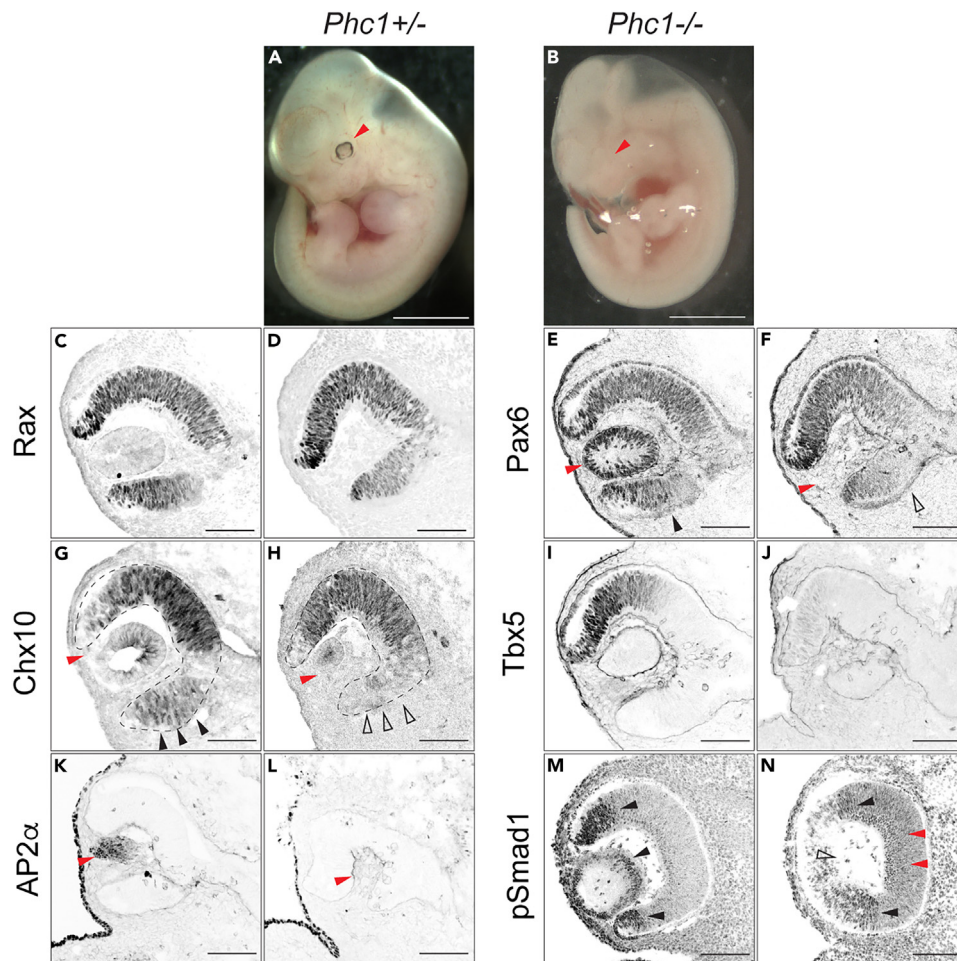 Phc1+/- Phc1-/-
A B
Rax C D Pax6 E F
Chx10 G H Tbx5 I J
AP2α K L pSmad1 M N